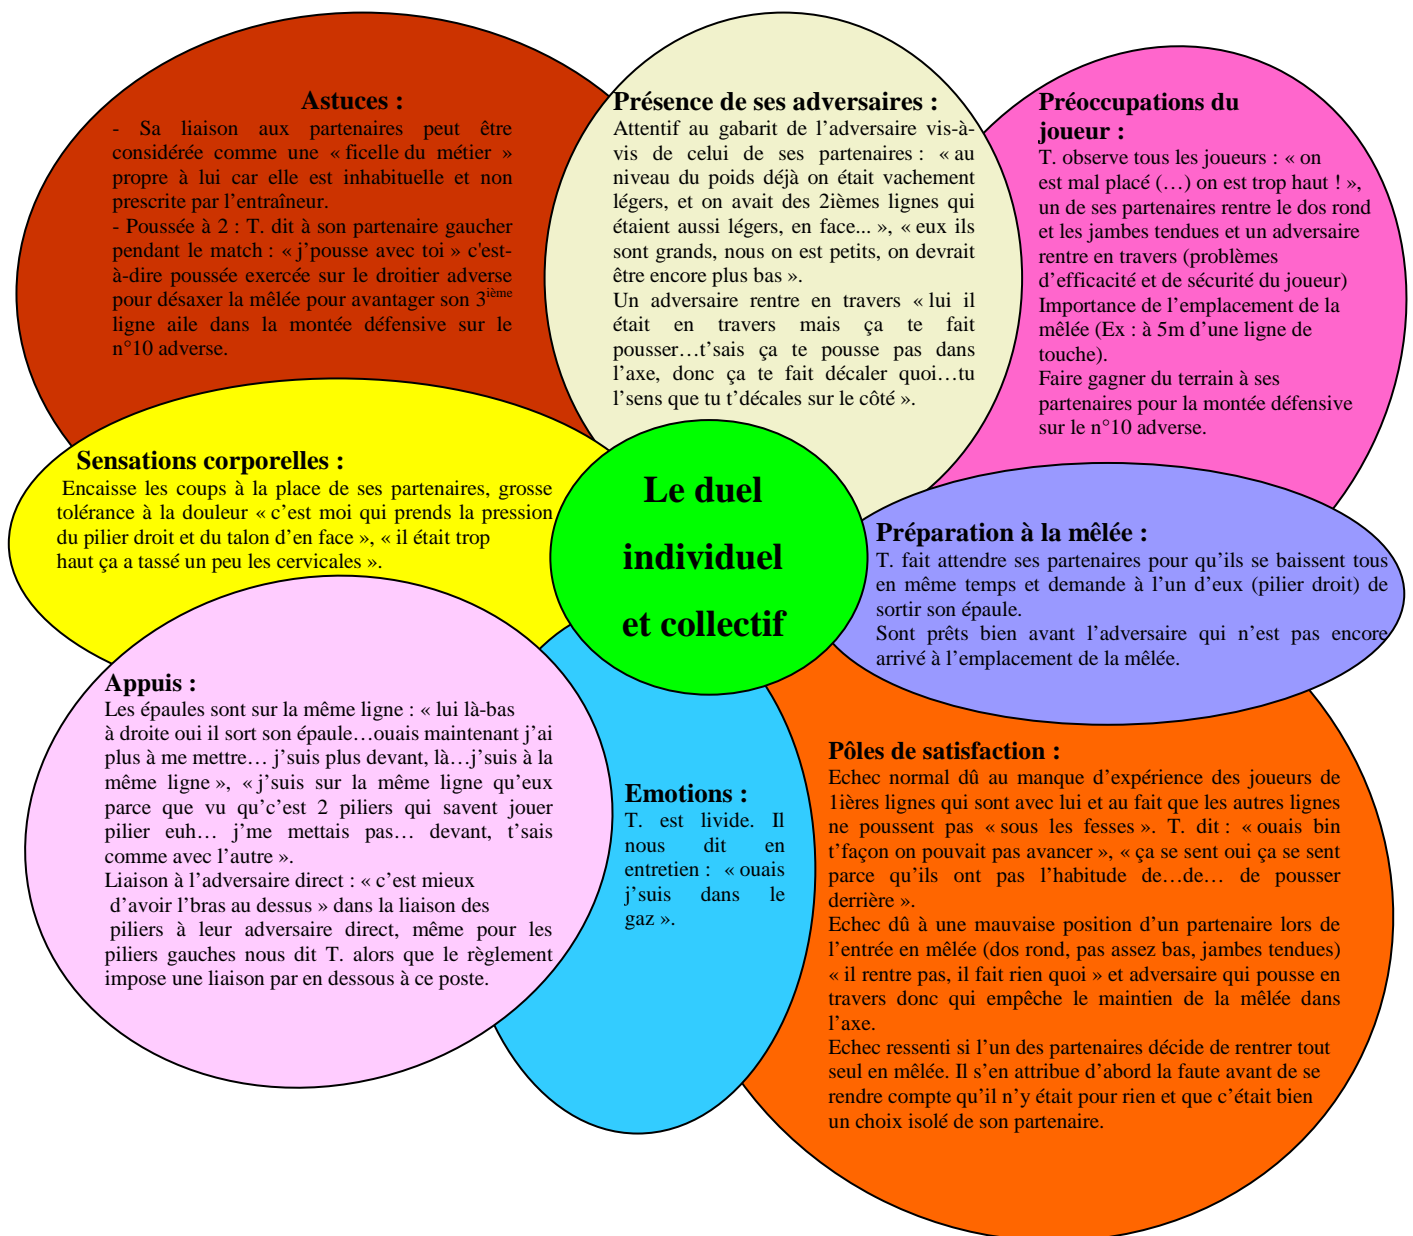 Astuces :
- Sa liaison aux partenaires peut être
considérée comme une « ficelle du métier »
propre à lui car elle est inhabituelle et non
prescrite par l’entraîneur.
- Poussée à 2 : T. dit à son partenaire gaucher
pendant le match : « j’pousse avec toi » c'est-
à-dire poussée exercée sur le droitier adverse
pour désaxer la mêlée pour avantager son 3ième
ligne aile dans la montée défensive sur le
n°10 adverse.
Présence de ses adversaires :
Attentif au gabarit de l’adversaire vis-à-
vis de celui de ses partenaires : « au
niveau du poids déjà on était vachement
légers, et on avait des 2ièmes lignes qui
étaient aussi légers, en face... », « eux ils
sont grands, nous on est petits, on devrait
être encore plus bas ».
Un adversaire rentre en travers « lui il
était en travers mais ça te fait
pousser…t’sais ça te pousse pas dans
l’axe, donc ça te fait décaler quoi…tu
l’sens que tu t’décales sur le côté ».
Préoccupations du
joueur :
T. observe tous les joueurs : « on
est mal placé (…) on est trop haut ! »,
un de ses partenaires rentre le dos rond
et les jambes tendues et un adversaire
rentre en travers (problèmes
d’efficacité et de sécurité du joueur)
Importance de l’emplacement de la
mêlée (Ex : à 5m d’une ligne de
touche).
Faire gagner du terrain à ses
partenaires pour la montée défensive
sur le n°10 adverse.
Sensations corporelles :
Encaisse les coups à la place de ses partenaires, grosse
tolérance à la douleur « c’est moi qui prends la pression
du pilier droit et du talon d’en face », « il était trop
haut ça a tassé un peu les cervicales ».
Le duel
individuel
et collectif
Préparation à la mêlée :
T. fait attendre ses partenaires pour qu’ils se baissent tous
en même temps et demande à l’un d’eux (pilier droit) de
sortir son épaule.
Sont prêts bien avant l’adversaire qui n’est pas encore
arrivé à l’emplacement de la mêlée.
Appuis :
Les épaules sont sur la même ligne : « lui là-bas
à droite oui il sort son épaule…ouais maintenant j’ai
plus à me mettre… j’suis plus devant, là…j’suis à la
même ligne », « j’suis sur la même ligne qu’eux
parce que vu qu’c’est 2 piliers qui savent jouer
pilier euh… j’me mettais pas… devant, t’sais
comme avec l’autre ».
Liaison à l’adversaire direct : « c’est mieux
d’avoir l’bras au dessus » dans la liaison des
piliers à leur adversaire direct, même pour les
piliers gauches nous dit T. alors que le règlement
impose une liaison par en dessous à ce poste.
Emotions :
T. est livide. Il
nous dit en
entretien : « ouais
j’suis dans le
gaz ».
Pôles de satisfaction :
Echec normal dû au manque d’expérience des joueurs de
1ières lignes qui sont avec lui et au fait que les autres lignes
ne poussent pas « sous les fesses ». T. dit : « ouais bin
t’façon on pouvait pas avancer », « ça se sent oui ça se sent
parce qu’ils ont pas l’habitude de…de… de pousser
derrière ».
Echec dû à une mauvaise position d’un partenaire lors de
l’entrée en mêlée (dos rond, pas assez bas, jambes tendues)
« il rentre pas, il fait rien quoi » et adversaire qui pousse en
travers donc qui empêche le maintien de la mêlée dans
l’axe.
Echec ressenti si l’un des partenaires décide de rentrer tout
seul en mêlée. Il s’en attribue d’abord la faute avant de se
rendre compte qu’il n’y était pour rien et que c’était bien
un choix isolé de son partenaire.